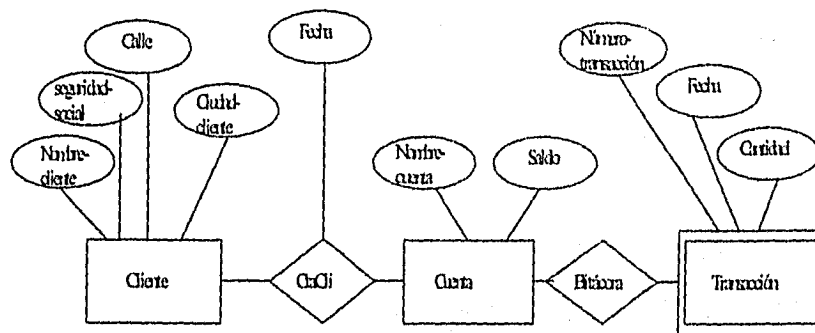 Calle
Fecha
Número-
transacción
seguridad-
social
Ciudad-
cliente
Fecha
Nombre-
cliente
Nombre-
cuenta
Saldo
Cantidad
Cliente
CtaCli
Cuenta
Bitácora
Transacción